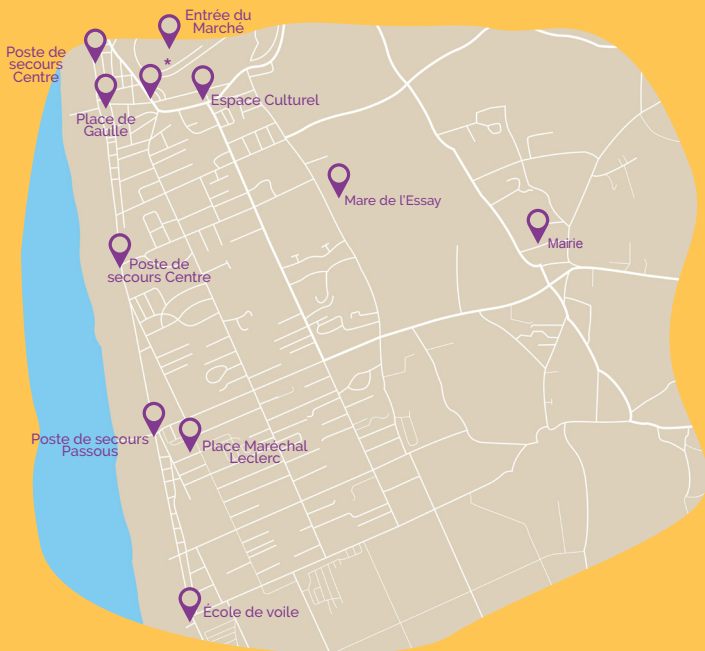 Entrée du
Marché
Poste de
secours
Centre
*
Espace Culturel
Place de
Gaulle
Mare de l'Essay
Mairie
Poste de
secours Centre
Poste de secours
Passous
Place Maréchal
Leclerc
École de voile